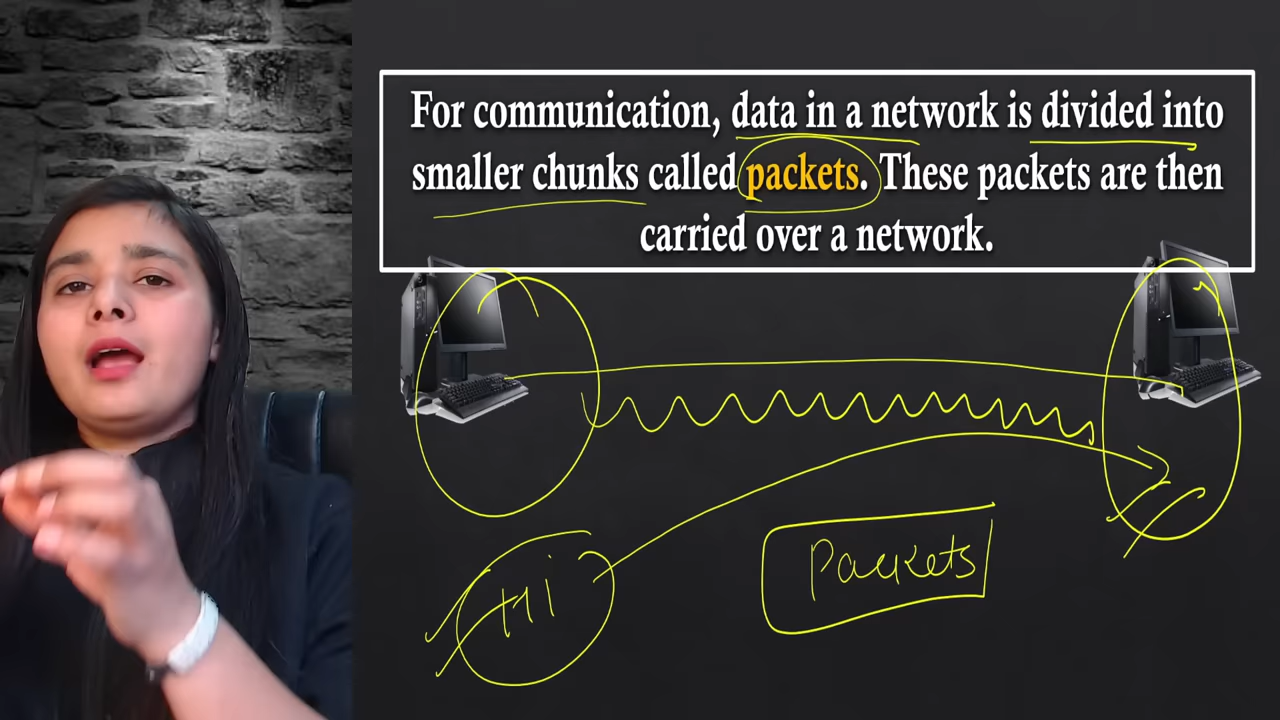 For communication, data in a network is divided into
smaller chunks called packets. These packets are then
carried over a network.
Hi
Packets